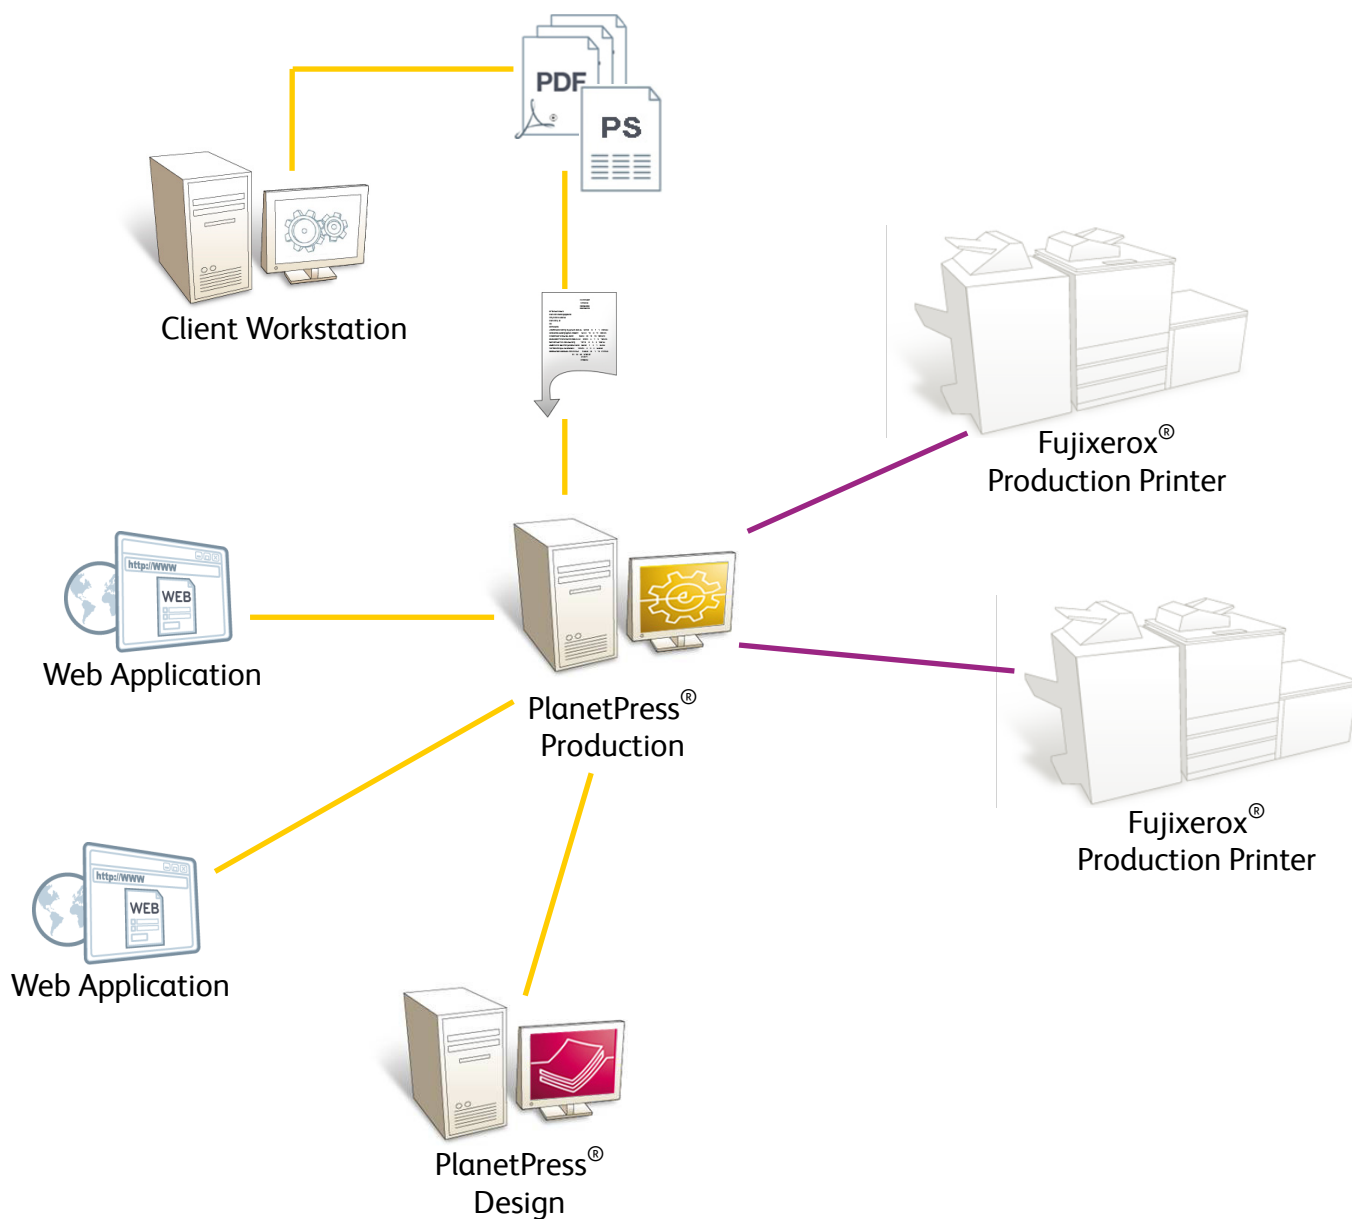 PDF
®
PS
Client Workstation
Fujixerox®
Production Printer
http://WWW
WEB
Web Application
PlanetPress®
Production
Fujixerox®
Production Printer
http://WWW
WEB
Web Application
PlanetPress®
Design